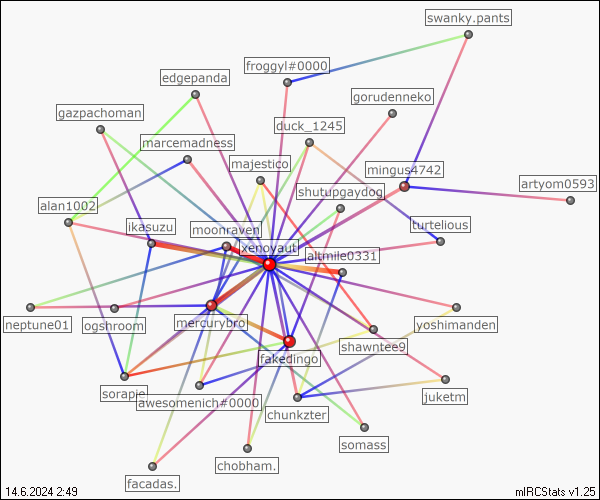 swanky.pants
froggyl#0000
edgepanda
gorudenneko
gazpachoman
duck_1245
marcemadness
majestico
mingus4742
artyom0593
shutupgaydog
alan1002
ikasuzu
moonraven
turtelious
xenoyauti
altmile0331
neptune01
ogshroom
mercurybro
yoshimanden
shawntee9
fakedingo
sorapie
awesomenich#0000
juketm
chunkzter
somass
chobham.
facadas.
14.6.2024 2:49
mIRCStats v1.25